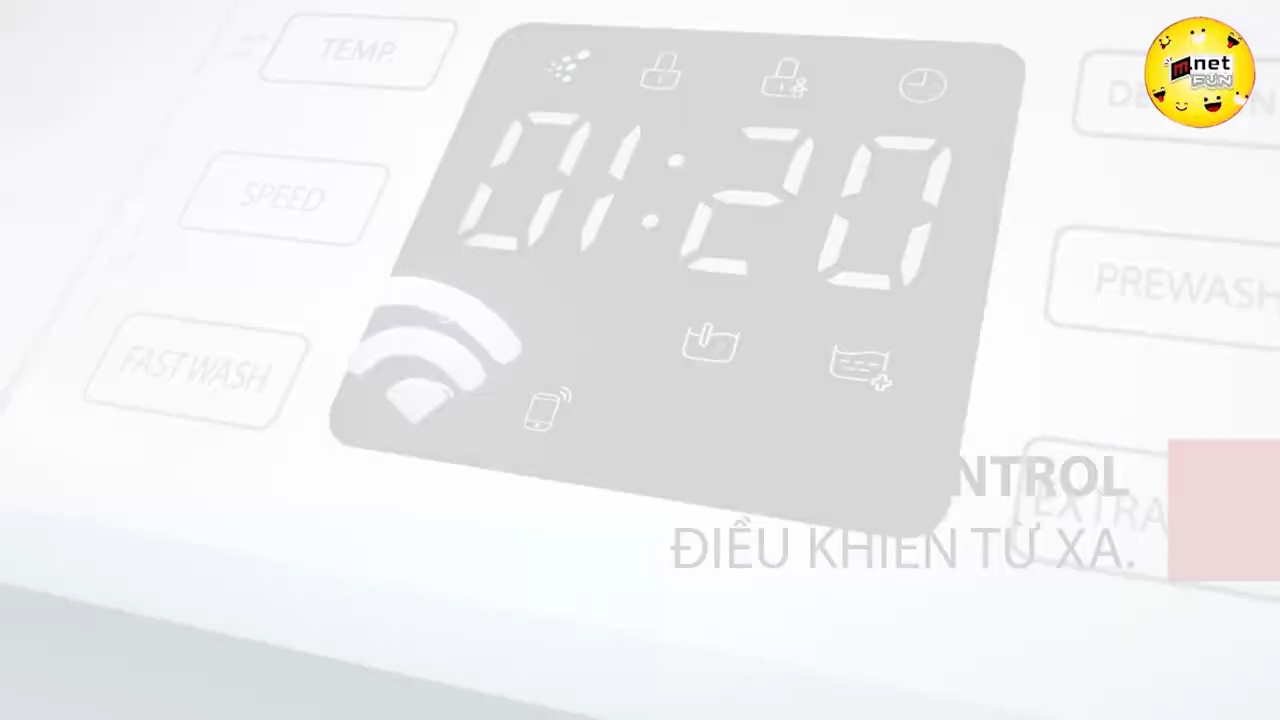 TEMP.
m.net
FUN
01:20
SPEED
PREWASH
FAST WASH
NTROL
EXTRA
ĐIỀU KHIỂN TỪ XA.